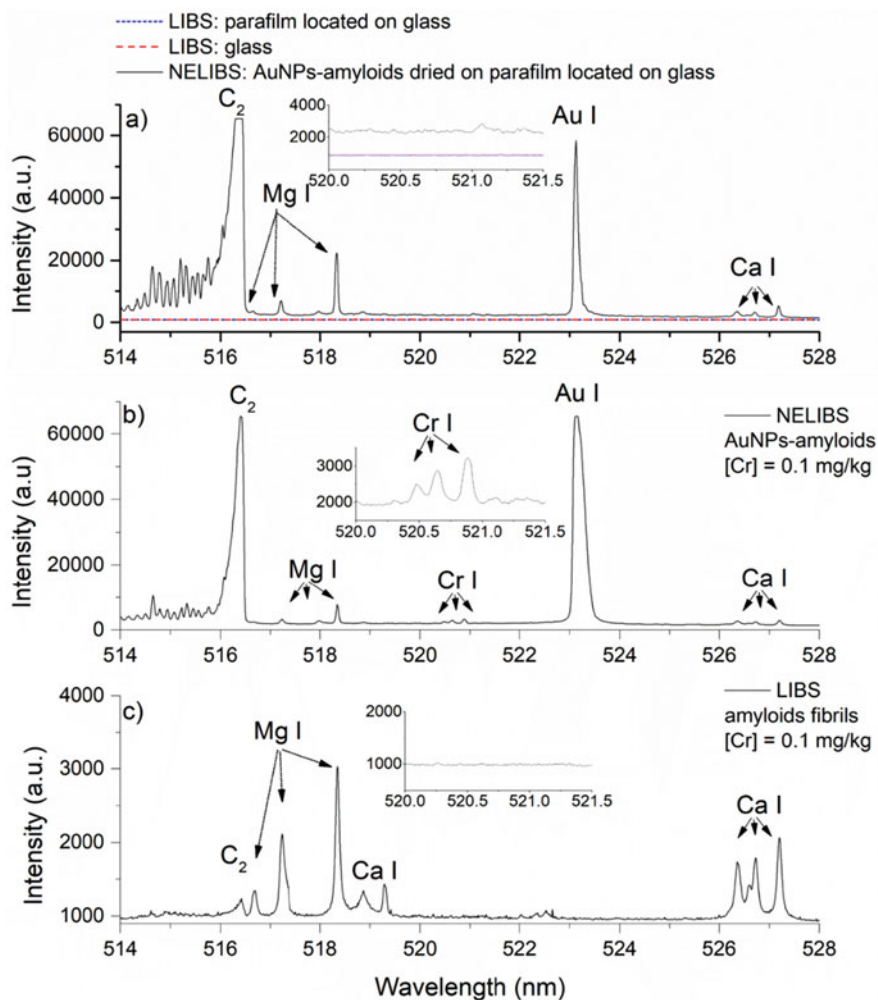 LIBS: parafilm located on glass
LIBS: glass
NELIBS: AuNPs-amyloids dried on parafilm located on glass
a)
C2
Mg I
Au I
Ca I
4000
2000
520.0 520.5 521.0 521.5
60000
40000
20000
0
Intensity (a.u.)
514 516 518 520 522 524 526 528
b)
C2
Mg I
Cr I
Cr I
Au I
Ca I
NELIBS
AuNPs-amyloids
[Cr] = 0.1 mg/kg
3000
2000
520.0 520.5 521.0 521.5
60000
40000
20000
0
Intensity (a.u.)
514 516 518 520 522 524 526 528
c)
Mg I
C2
Ca I
Ca I
LIBS
amyloids fibrils
[Cr] = 0.1 mg/kg
2000
1000
520.0 520.5 521.0 521.5
4000
3000
2000
1000
Intensity (a.u.)
514 516 518 520 522 524 526 528
Wavelength (nm)